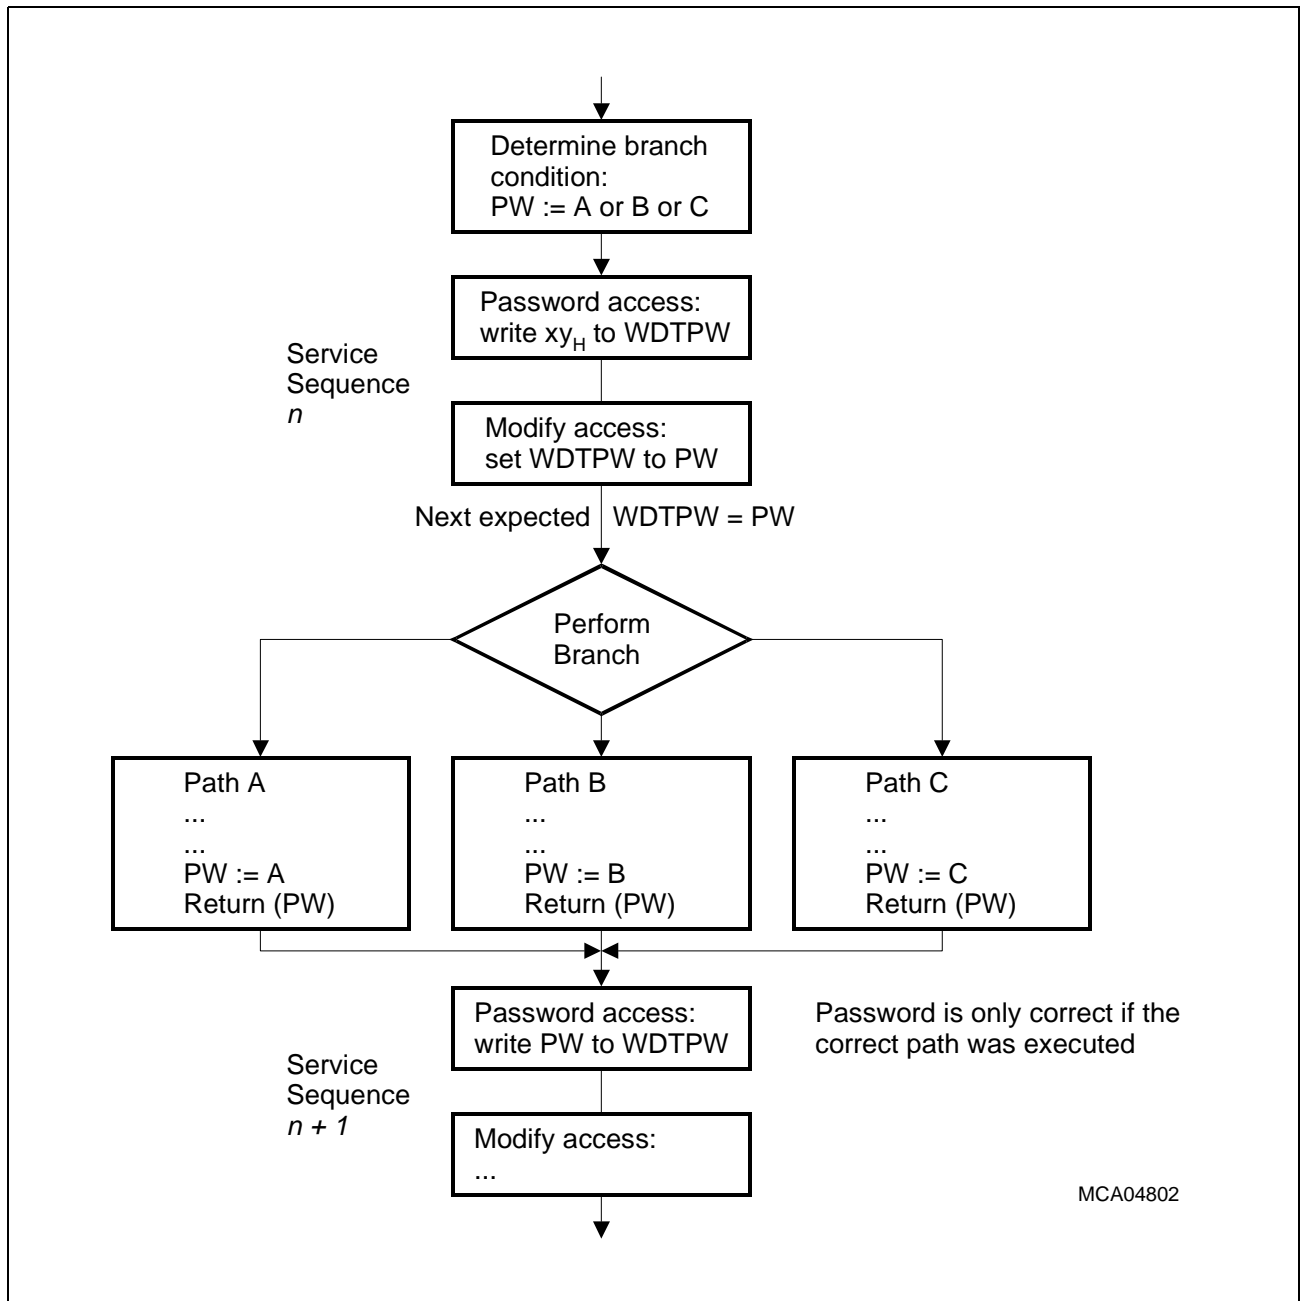 Determine branch
condition:
PW := A or B or C
Password access:
write xyH to WDTPW
Service
Sequence
n
Modify access:
set WDTPW to PW
Next expected WDTPW = PW
Perform
Branch
Path A
...
...
PW := A
Return (PW)
Path B
...
...
PW := B
Return (PW)
Path C
...
...
PW := C
Return (PW)
Password access:
write PW to WDTPW
Password is only correct if the
correct path was executed
Service
Sequence
n + 1
Modify access:
...
MCA04802